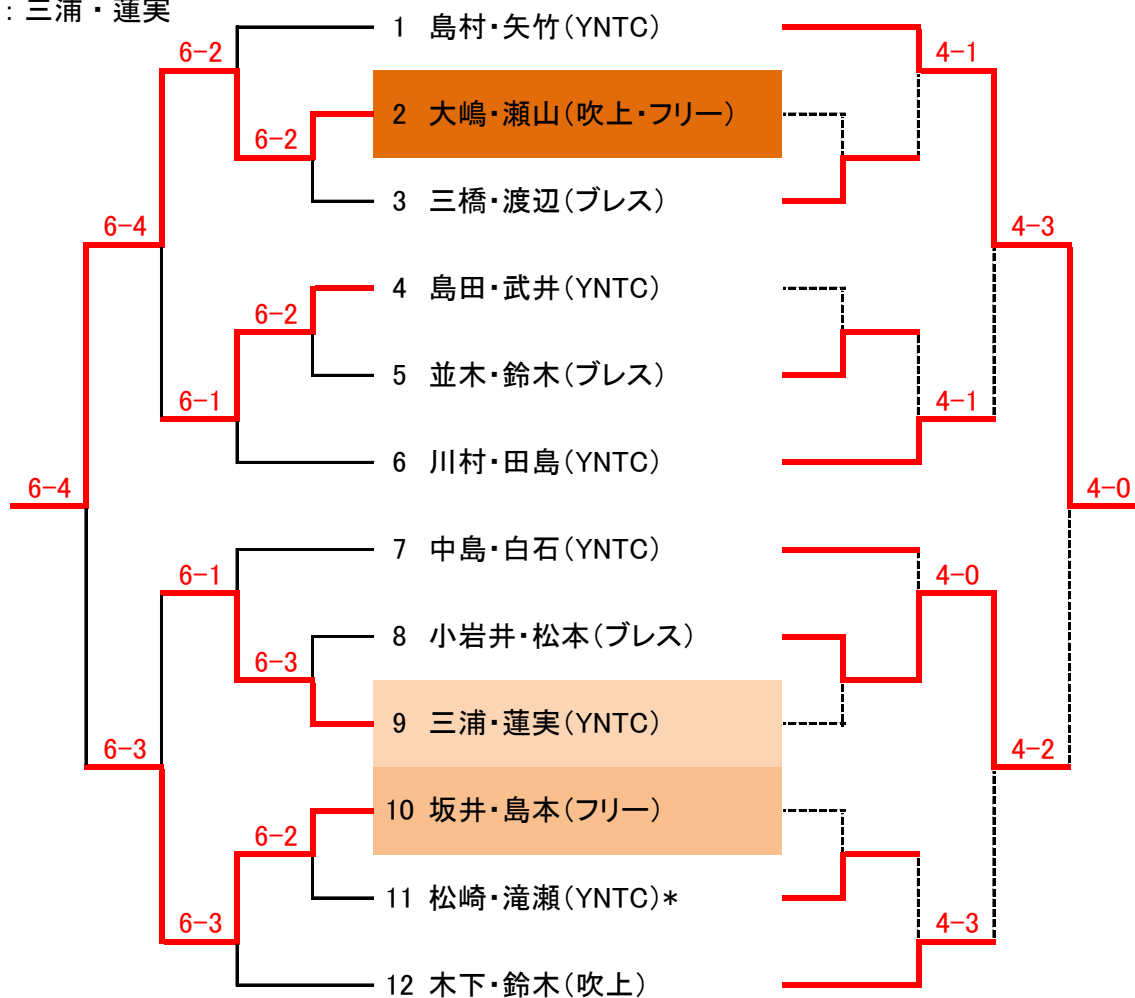 ：三浦・蓮実
6-2 1 島村・矢竹(YNTC) 4-1
6-2 2 大嶋・瀬山(吹上・フリー)
3 三橋・渡辺(ブレス)
6-4 4-3
6-2 4 島田・武井(YNTC)
5 並木・鈴木(ブレス)
6-1 4-1
6 川村・田島(YNTC)
6-4 4-0
7 中島・白石(YNTC)
6-1 4-0
8 小岩井・松本(ブレス)
6-3
9 三浦・蓮実(YNTC)
6-3 4-2
10 坂井・島本(フリー)
6-2
11 松崎・滝瀬(YNTC)*
6-3 4-3
12 木下・鈴木(吹上)